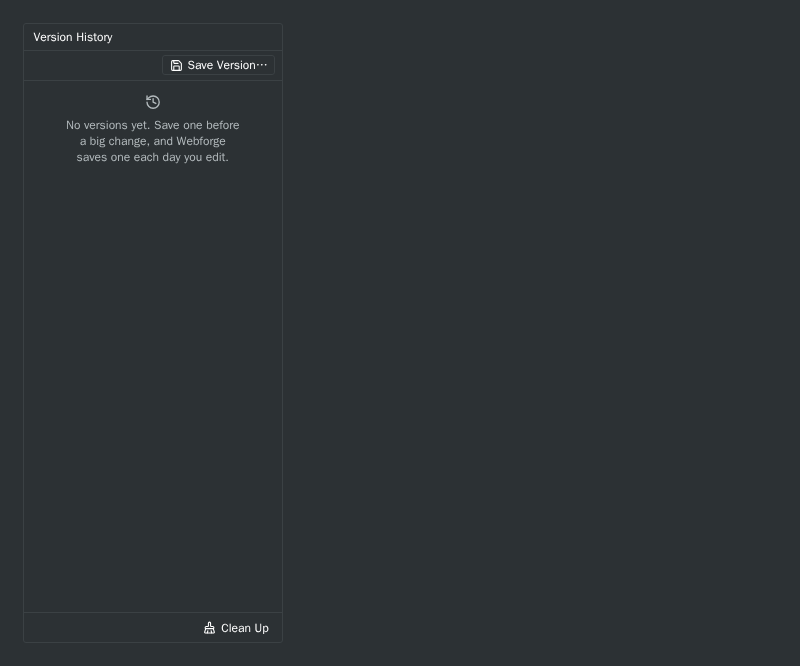 Version History
Save Version···
No versions yet. Save one before
a big change, and Webforge
saves one each day you edit.
Clean Up